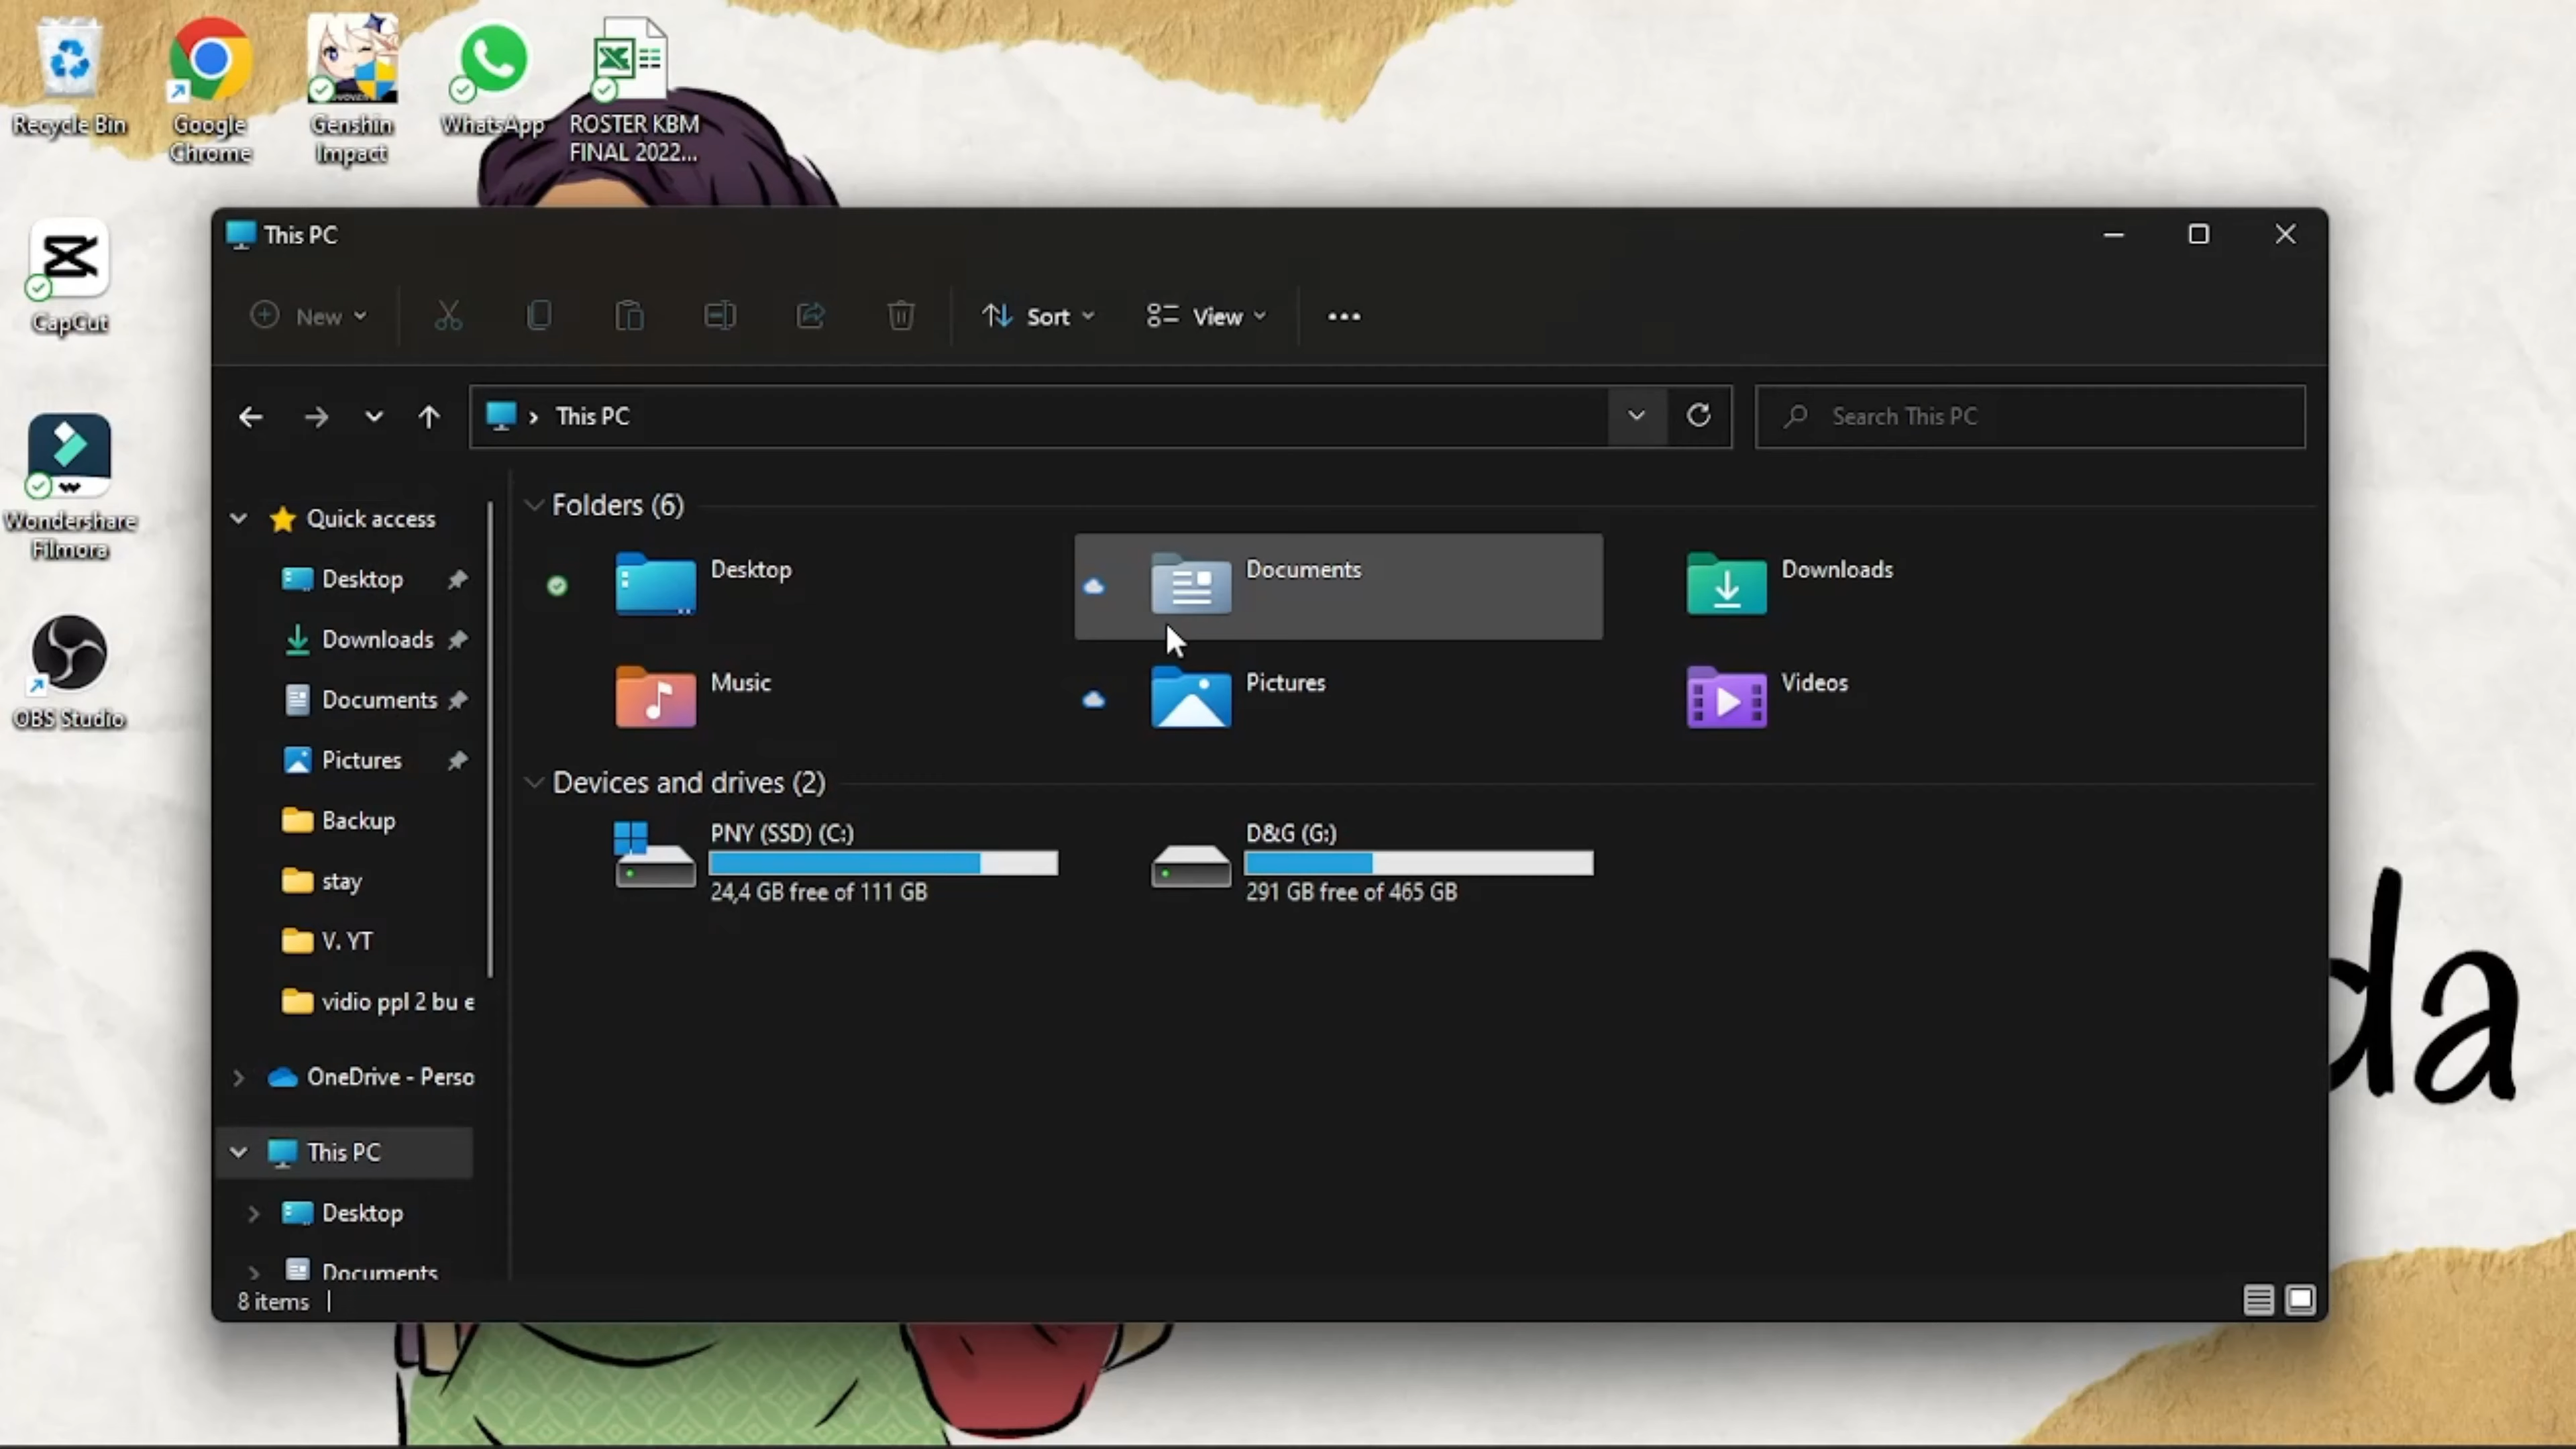 Recycle Bin
Google
Chrome
Genshin
Impact
WhatsApp
ROSTER KBM
FINAL 2022...
CapCut
Wondershare
Filmora
OBS Studio
This PC
New
Sort
View
This PC
Search This PC
Quick access
Desktop
Downloads
Documents
Pictures
Backup
stay
V. YT
vidio ppl 2 bu e
OneDrive - Perso
This PC
Desktop
Documents
Folders (6)
Desktop
Documents
Downloads
Music
Pictures
Videos
Devices and drives (2)
PNY (SSD) (C:)
24,4 GB free of 111 GB
D&G (G:)
291 GB free of 465 GB
8 items
da